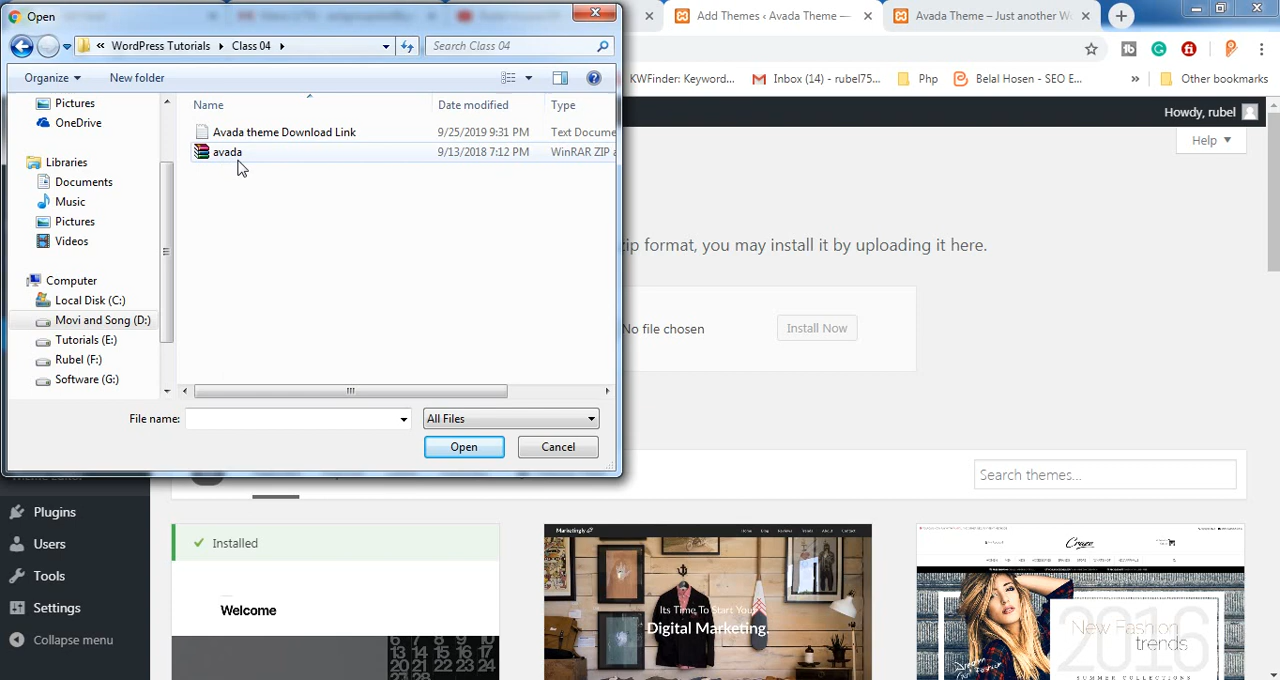 Open
Add Themes ‹ Avada Theme —
Avada Theme – Just another W
WordPress Tutorials
Class 04
Search Class 04
KWFinder: Keyword...
Inbox (14) - rubel75...
Php
Belal Hosen - SEO E...
»
Other bookmarks
Organize
New folder
Howdy, rubel
Help
Name
Date modified
Type
Pictures
OneDrive
Avada theme Download Link
9/25/2019 9:31 PM
Text Docume
avada
9/13/2018 7:12 PM
WinRAR ZIP a
Libraries
Documents
Music
Pictures
Videos
Computer
Local Disk (C:)
Movi and Song (D:)
Tutorials (E:)
Rubel (F:)
Software (G:)
zip format, you may install it by uploading it here.
No file chosen
Install Now
File name:
All Files
Open
Cancel
Search themes...
Plugins
Users
Tools
Settings
Collapse menu
Installed
Welcome
Marketingly
Its Time To Start Your
Digital Marketing.
2016
New Fashion
trends
SUMMER COLLECTIONS